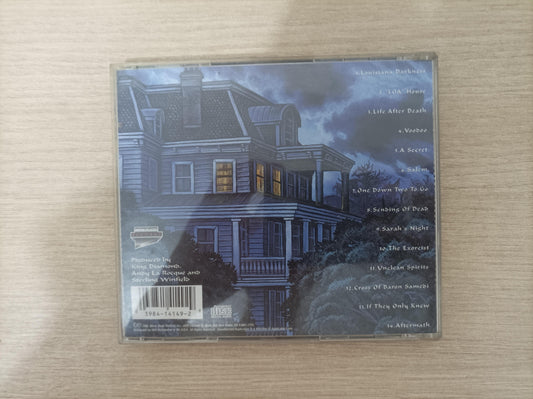 1.Louisiana Darkness
2."LOA" House
3.Life After Death
4.Voodoo
5.A Secret
6.Salem
7.One Down Two To Go
8.Sending Of Dead
9.Sarah's Night
10.The Exorcist
11.Unclean Spirits
12.Cross Of Baron Samedi
13.If They Only Knew
14.Aftermath
Produced by
King Diamond,
Andy La Rocque and
Sterling Winfield
3984-14149-2